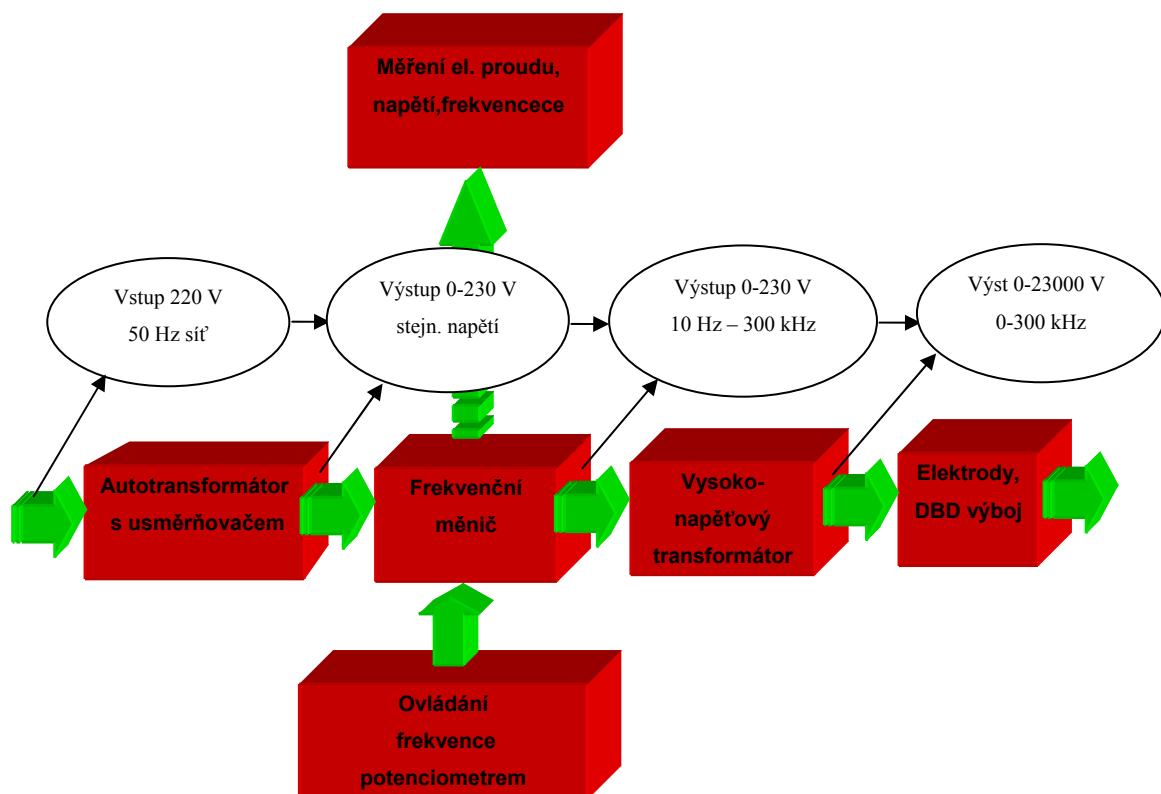 Měření el. proudu,
napětí,frekvencece
Vstup 220 V
50 Hz síť
Výstup 0-230 V
stejn. napětí
Výstup 0-230 V
10 Hz – 300 kHz
Výst 0-23000 V
0-300 kHz
Autotransformátor
s usměrňovačem
Frekvenční
měnič
Vysoko-
napěťový
transformátor
Elektrody,
DBD výboj
Ovládání
frekvence
potenciometrem